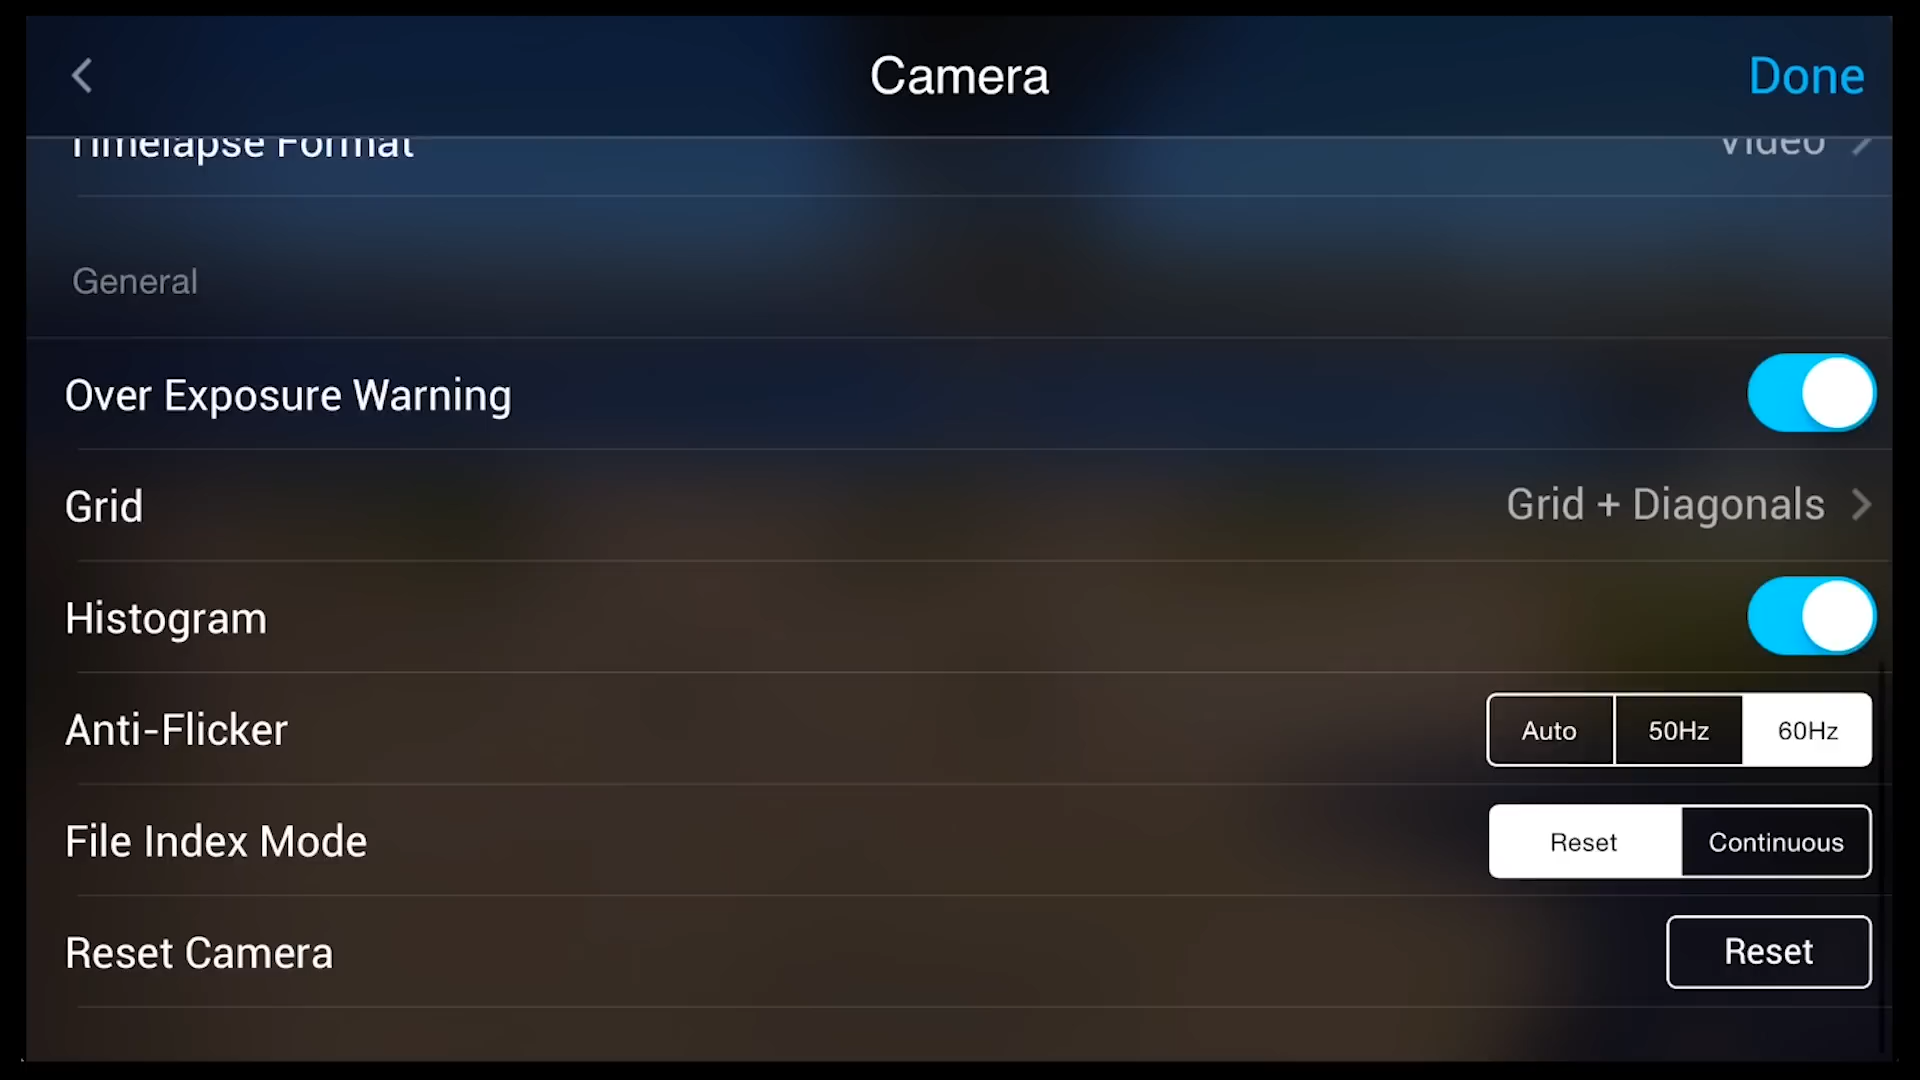 Camera
Done
Timelapse Format
Video
General
Over Exposure Warning
Grid
Grid + Diagonals
Histogram
Anti-Flicker
Auto
50Hz
60Hz
File Index Mode
Reset
Continuous
Reset Camera
Reset